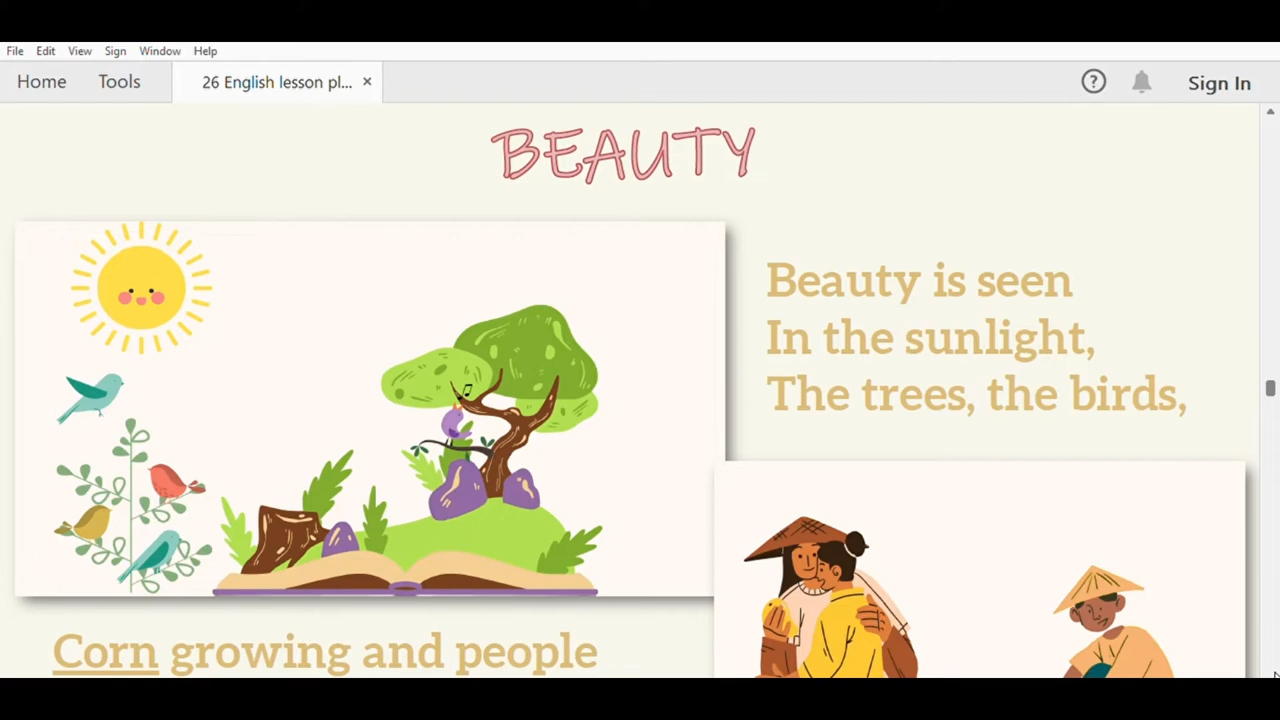 File Edit View Sign Window Help
Home Tools 26 English lesson pl... × ? Sign In
BEAUTY
Beauty is seen
In the sunlight,
The trees, the birds,
Corn growing and people